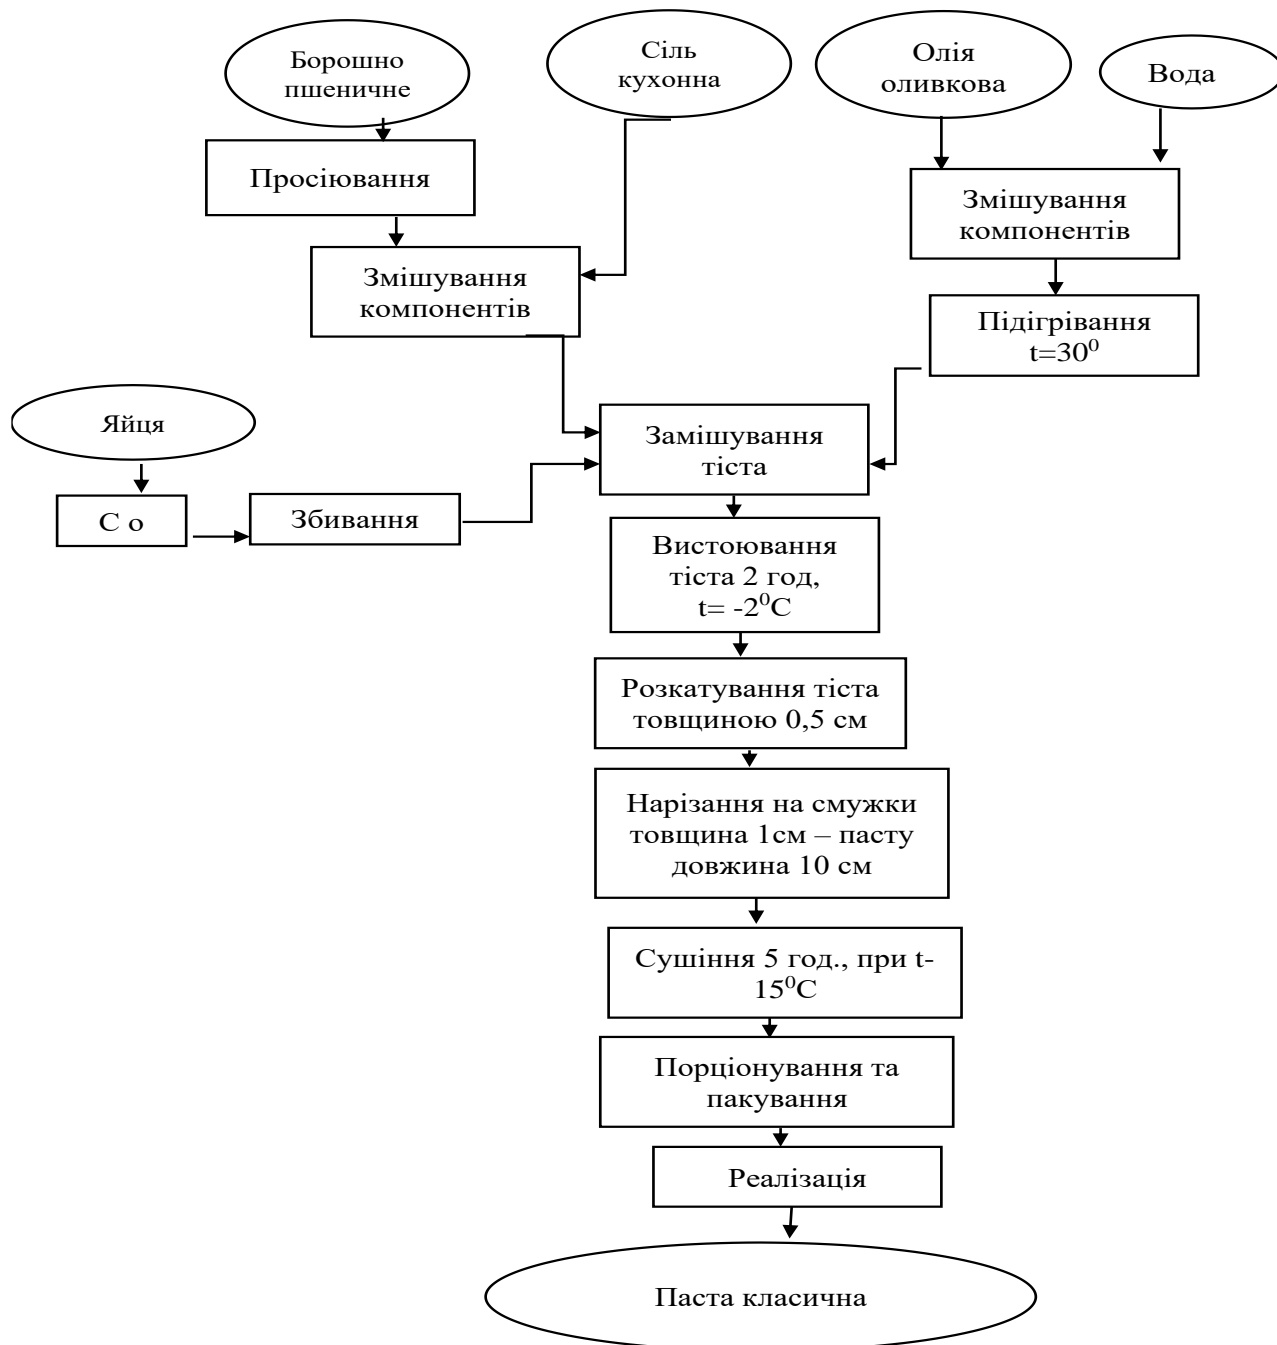 Борошно
пшеничне
Сіль
кухонна
Олія
оливкова
Вода
Просіювання
Змішування
компонентів
Змішування
компонентів
Підігрівання
t=30⁰
Яйця
С о
Збивання
Замішування
тіста
Вистоювання
тіста 2 год,
t= -2⁰С
Розкатування тіста
товщиною 0,5 см
Нарізання на смужки
товщина 1см – пасту
довжина 10 см
Сушіння 5 год., при t-
15⁰С
Порціонування та
пакування
Реалізація
Паста класична